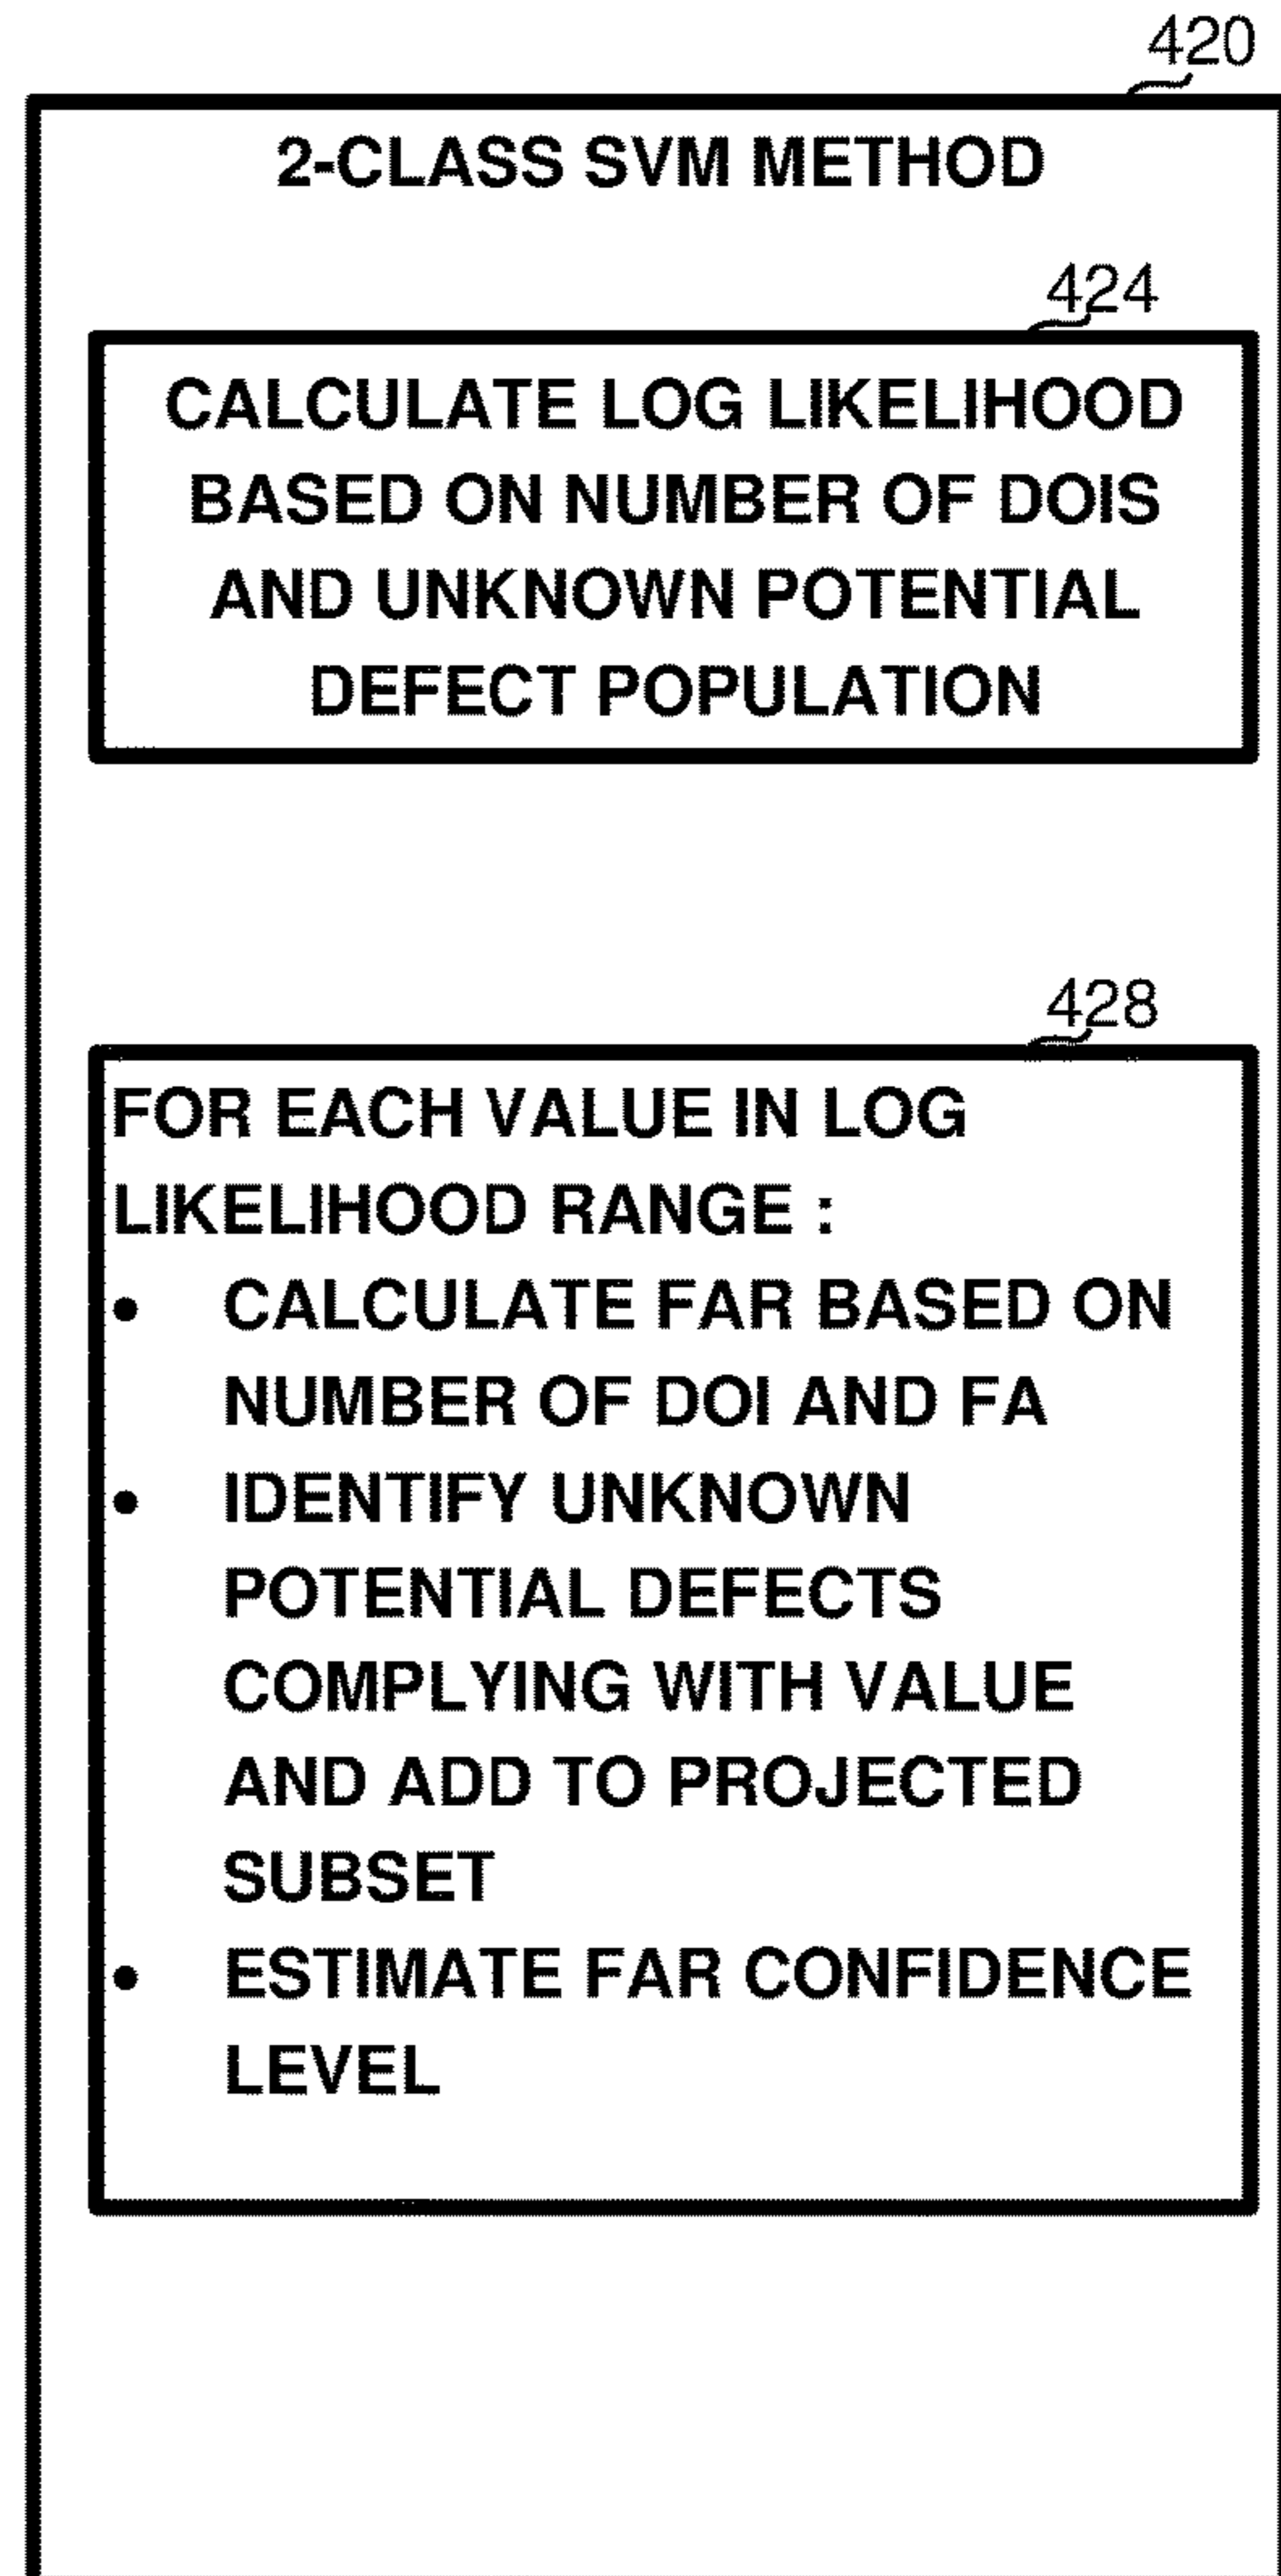 420
2-CLASS SVM METHOD
424
CALCULATE LOG LIKELIHOOD
BASED ON NUMBER OF DOIS
AND UNKNOWN POTENTIAL
DEFECT POPULATION
428
FOR EACH VALUE IN LOG
LIKELIHOOD RANGE :
• CALCULATE FAR BASED ON
NUMBER OF DOI AND FA
• IDENTIFY UNKNOWN
POTENTIAL DEFECTS
COMPLYING WITH VALUE
AND ADD TO PROJECTED
SUBSET
• ESTIMATE FAR CONFIDENCE
LEVEL